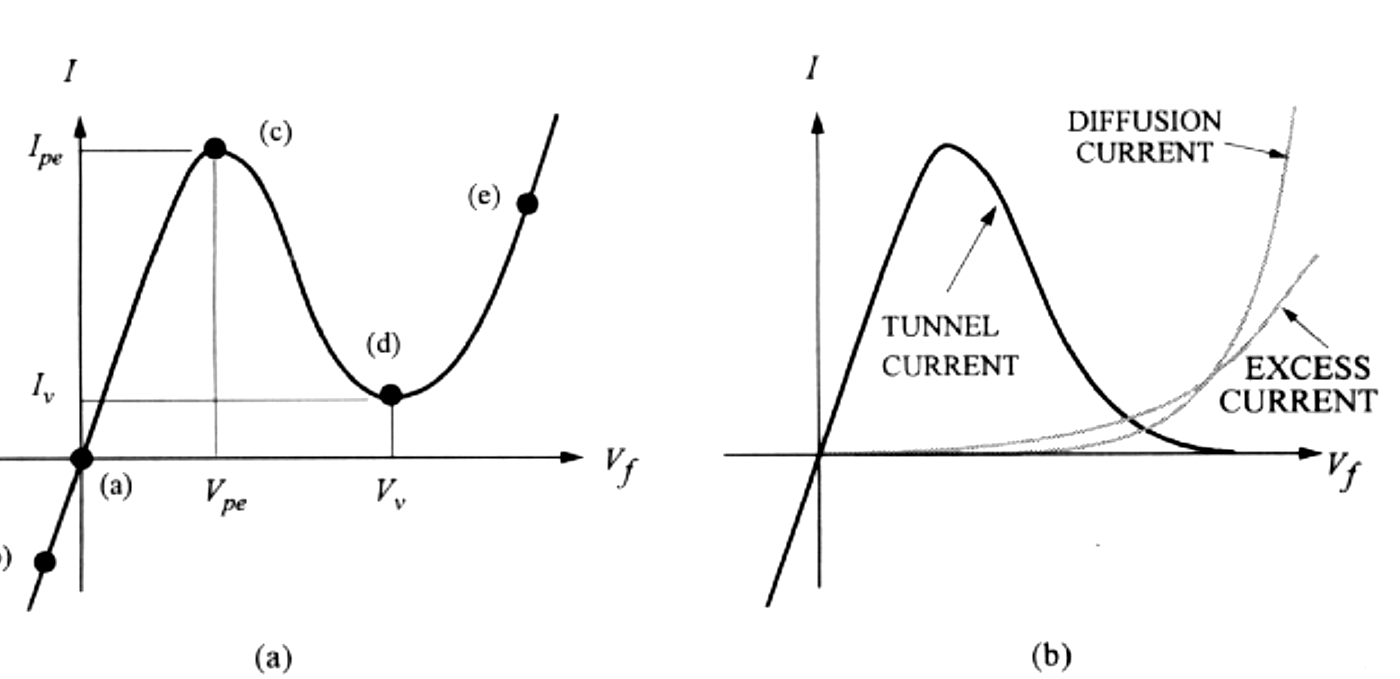 I
I_pe
(c)
(e)
(d)
I_v
(a)
V_pe
V_v
V_f
)
(a)
I
DIFFUSION
CURRENT
TUNNEL
CURRENT
EXCESS
CURRENT
V_f
(b)